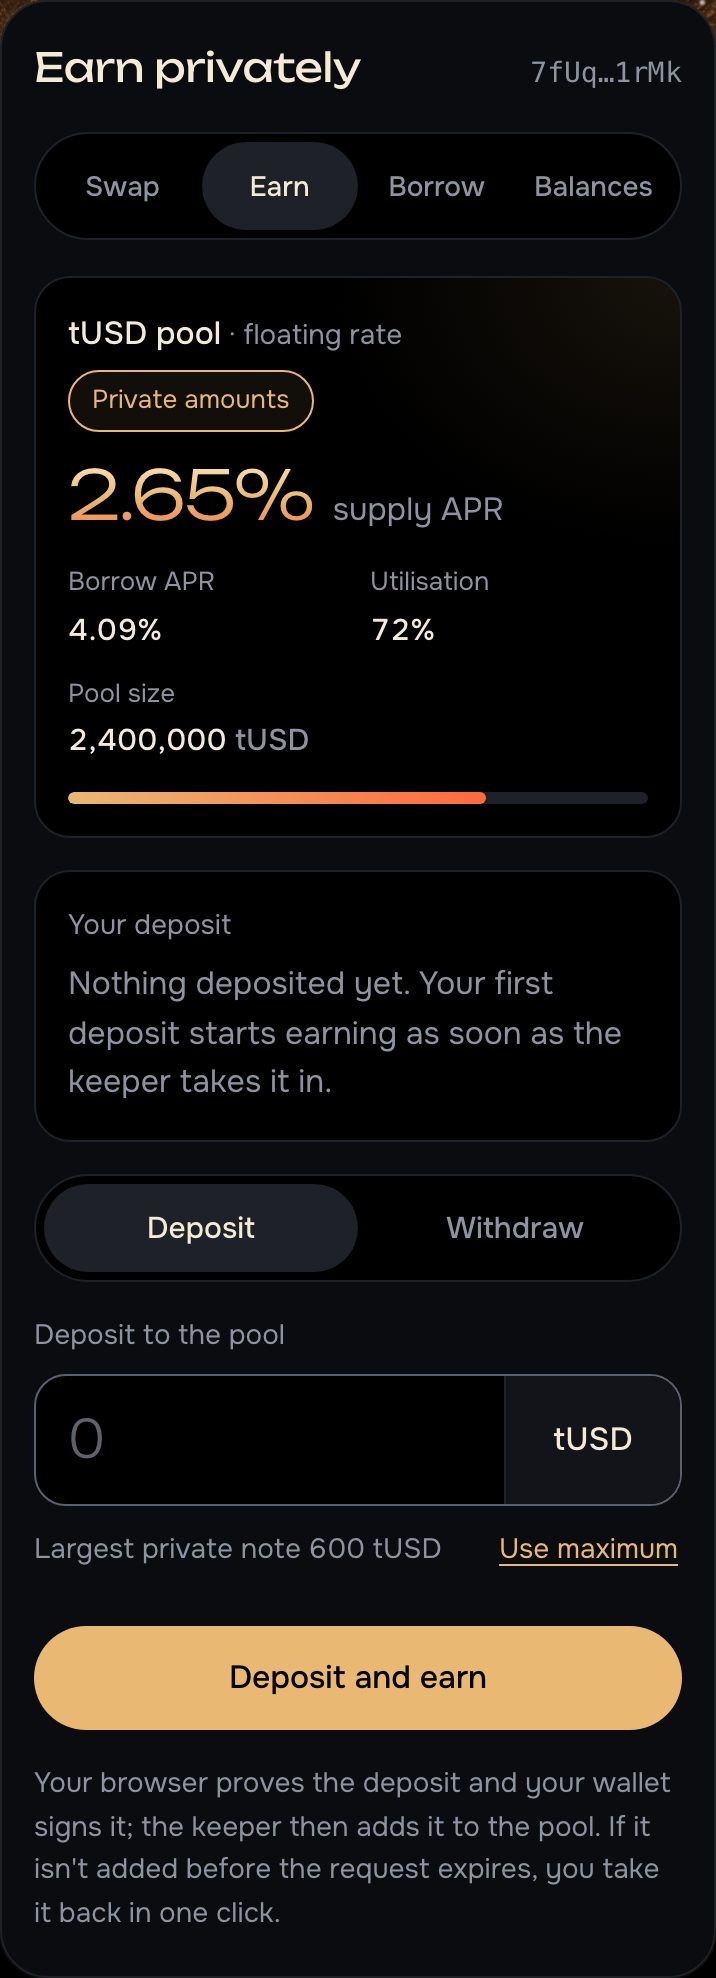 Earn privately
7fUq…1rMk
Swap
Earn
Borrow
Balances
tUSD pool · floating rate
Private amounts
2.65% supply APR
Borrow APR
Utilisation
4.09%
72%
Pool size
2,400,000 tUSD
Your deposit
Nothing deposited yet. Your first
deposit starts earning as soon as the
keeper takes it in.
Deposit
Withdraw
Deposit to the pool
0
tUSD
Largest private note 600 tUSD
Use maximum
Deposit and earn
Your browser proves the deposit and your wallet
signs it; the keeper then adds it to the pool. If it
isn't added before the request expires, you take
it back in one click.